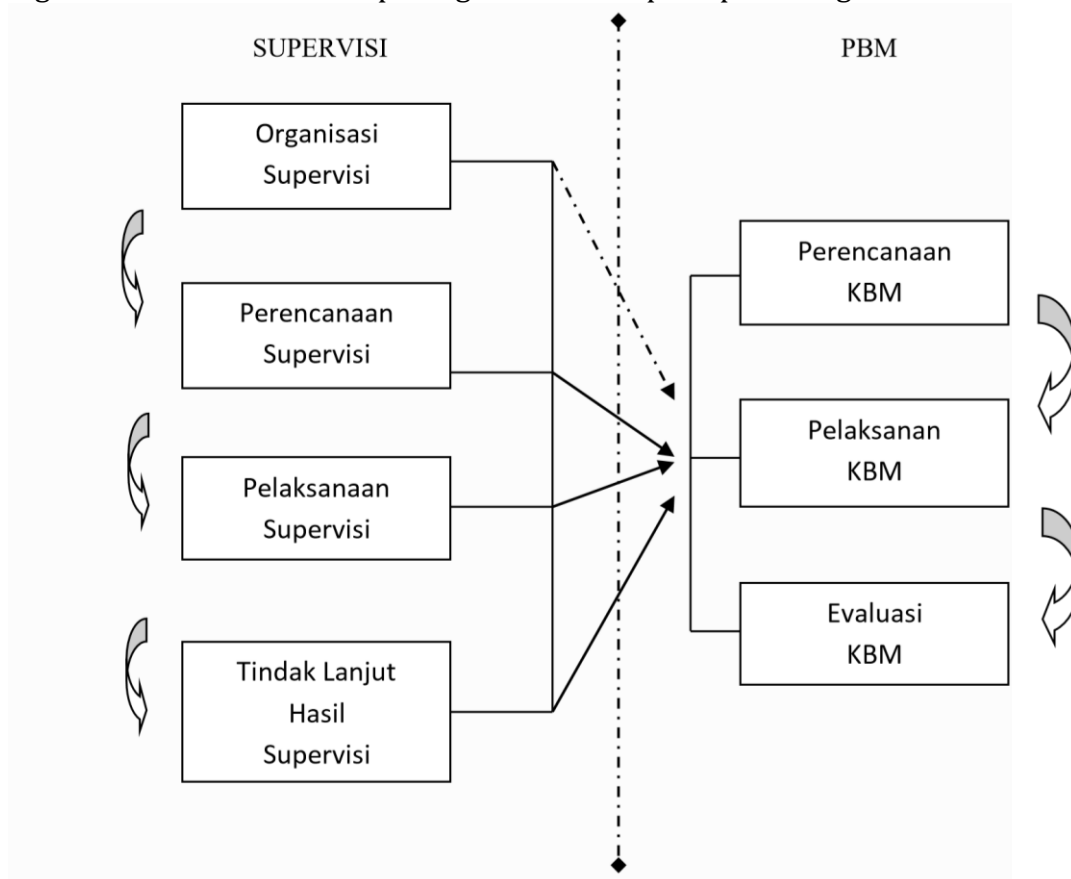 SUPERVISI
PBM
Organisasi
Supervisi
Perencanaan
Supervisi
Pelaksanaan
Supervisi
Tindak Lanjut
Hasil
Supervisi
Perencanaan
KBM
Pelaksanan
KBM
Evaluasi
KBM